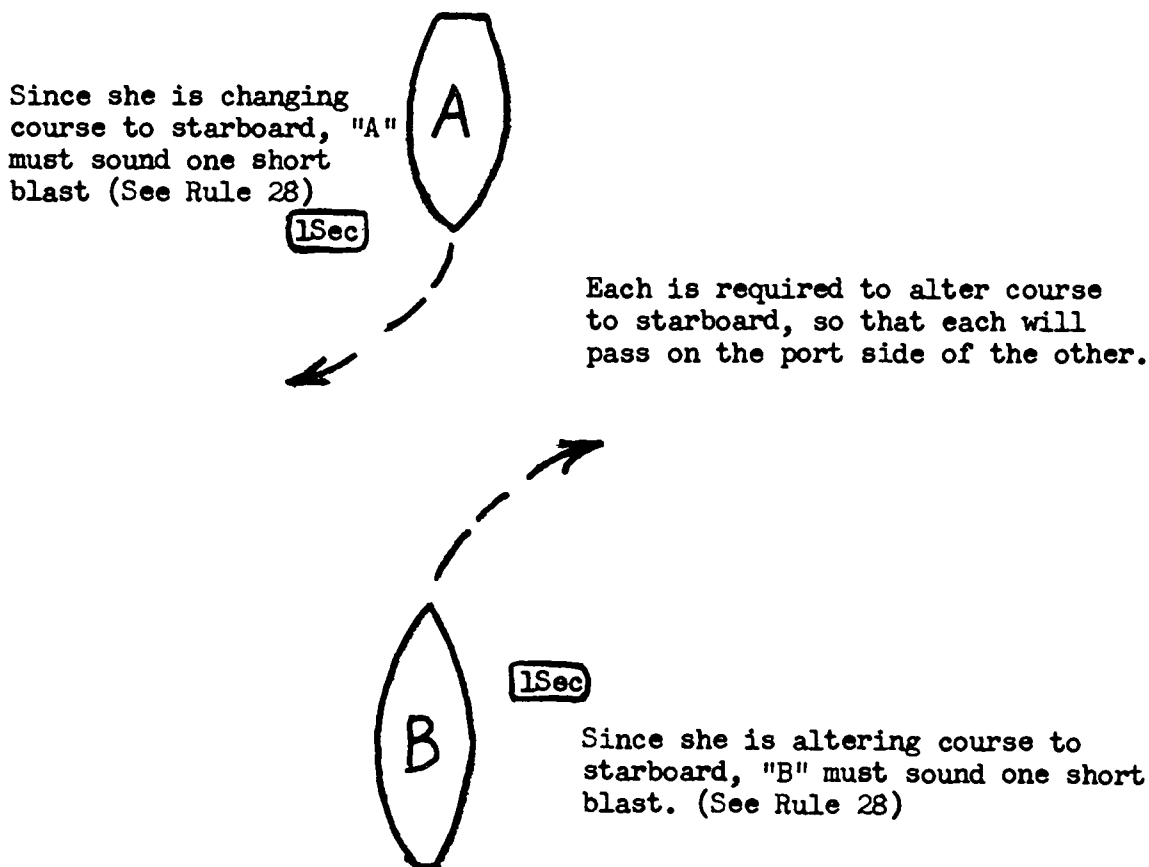 A
Since she is changing
course to starboard, "A"
must sound one short
blast (See Rule 28)
1Sec
Each is required to alter course
to starboard, so that each will
pass on the port side of the other.
1Sec
B
Since she is altering course to
starboard, "B" must sound one short
blast. (See Rule 28)